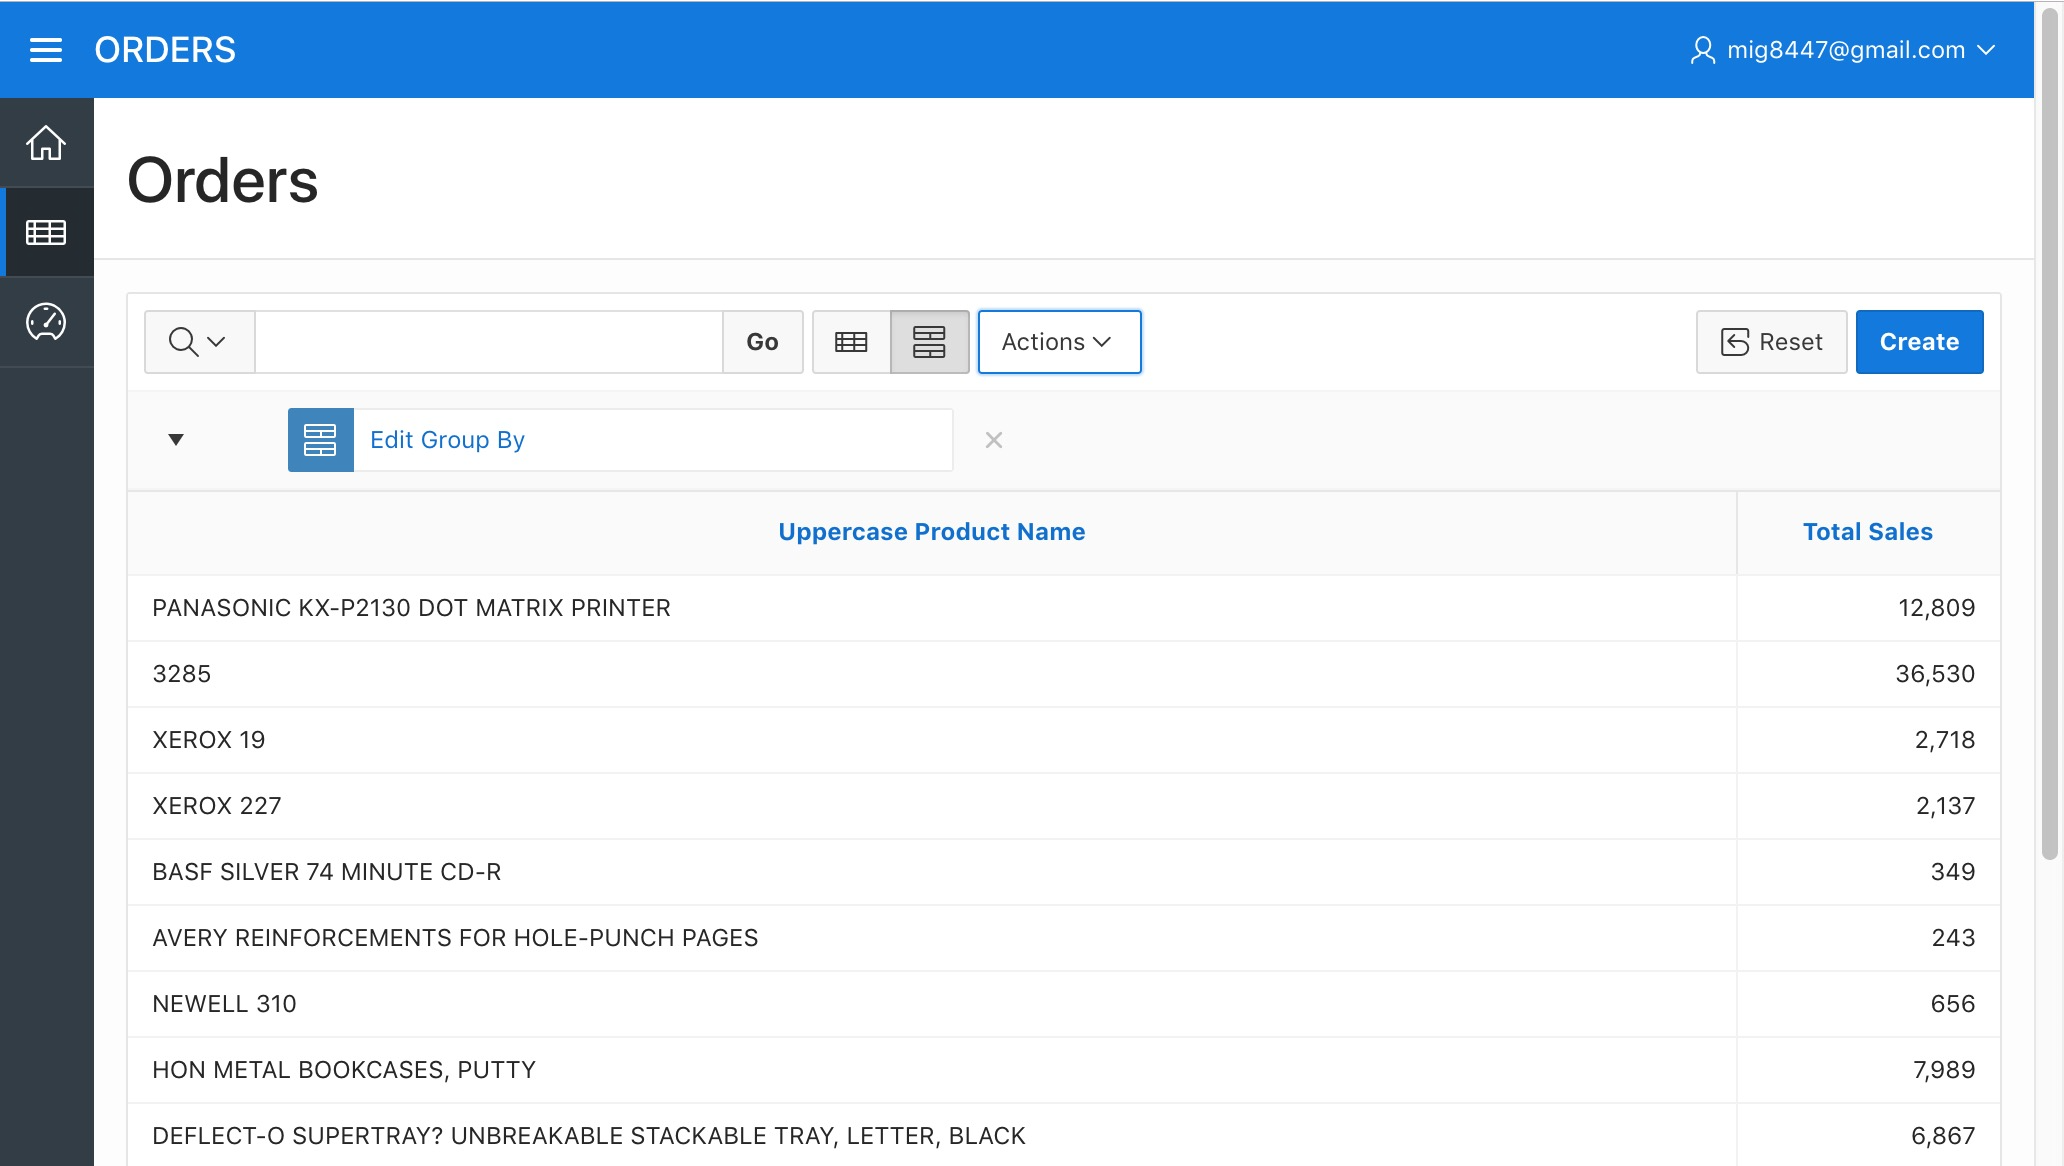 ORDERS
mig8447@gmail.com
Orders
Go
Actions
Reset
Create
Edit Group By
Uppercase Product Name Total Sales
PANASONIC KX-P2130 DOT MATRIX PRINTER 12,809
3285 36,530
XEROX 19 2,718
XEROX 227 2,137
BASF SILVER 74 MINUTE CD-R 349
AVERY REINFORCEMENTS FOR HOLE-PUNCH PAGES 243
NEWELL 310 656
HON METAL BOOKCASES, PUTTY 7,989
DEFLECT-O SUPERTRAY? UNBREAKABLE STACKABLE TRAY, LETTER, BLACK 6,867